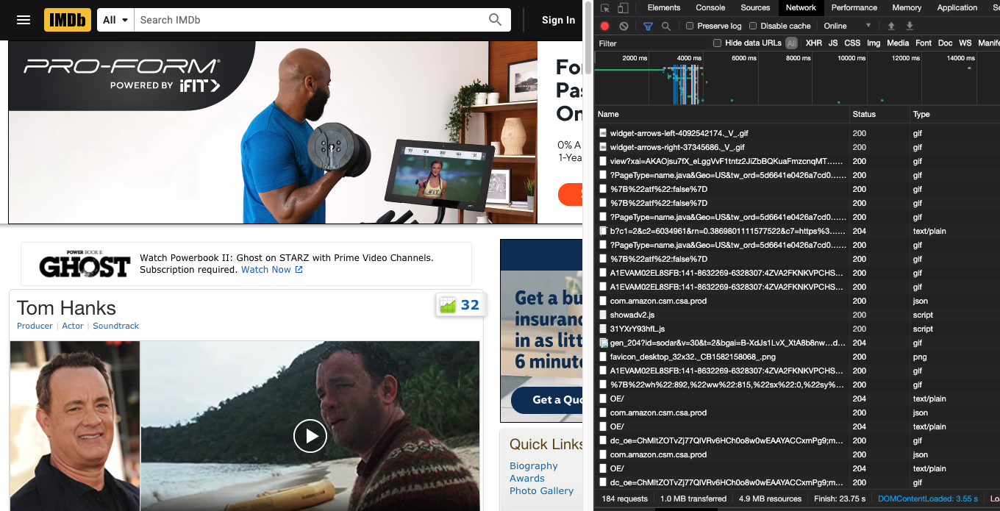 IMDb
All
Search IMDb
Sign In
PRO-FORM
POWERED BY iFIT
0% A
1-Yea
POWER BOOK II:
GHOST
Watch Powerbook II: Ghost on STARZ with Prime Video Channels.
Subscription required. Watch Now
Tom Hanks
32
Producer | Actor | Soundtrack
Get a bu
insuranc
in as litt
6 minute
Get a Quo
Quick Links
Biography
Awards
Photo Gallery
Elements Console Sources Network Performance Memory Application Se
Preserve log Disable cache Online
Filter Hide data URLs All XHR JS CSS Img Media Font Doc WS Manife
2000 ms 4000 ms 6000 ms 8000 ms 10000 ms 12000 ms 14000 ms
Name Status Type
widget-arrows-left-4092542174._V_.gif 200 gif
widget-arrows-right-37345686._V_.gif 200 gif
view?xai=AKAOjsu7fX_eLggVvF1tntz2JlZbBQKuaFmzcnqMT...... 200 gif
?PageType=name.java&Geo=US&tw_ord=5d6641e0426a7cd0...... 200 gif
%7B%22atf%22:false%7D 200 gif
%7B%22atf%22:false%7D 200 gif
?PageType=name.java&Geo=US&tw_ord=5d6641e0426a7cd0...... 200 gif
b?c1=2&c2=6034961&rn=0.3869801111577522&c7=https%3...... 204 text/plain
?PageType=name.java&Geo=US&tw_ord=5d6641e0426a7cd0...... 200 gif
%7B%22atf%22:false%7D 200 gif
A1EVAM02EL8SFB:141-8632269-6328307:4ZVA2FKNKVPCHS... 200 gif
A1EVAM02EL8SFB:141-8632269-6328307:4ZVA2FKNKVPCHS... 200 gif
com.amazon.csm.csa.prod 200 json
showadv2.js 200 script
31YXrY93hfL.js 200 script
gen_204?id=sodar&v=30&t=2&bgai=B-XdJs1LvX_XtA8b8nw...d... 204 gif
favicon_desktop_32x32._CB1582158068_.png 200 png
A1EVAM02EL8SFB:141-8632269-6328307:4ZVA2FKNKVPCHS... 200 gif
%7B%22wh%22:892,%22ww%22:815,%22sx%22:0,%22sy%... 200 gif
OE/ 204 text/plain
com.amazon.csm.csa.prod 200 json
OE/ 204 text/plain
dc_oe=ChMItZOTvZj77QIVRv6HCh0o8w0wEAAYACCxmPg9;m... 200 gif
com.amazon.csm.csa.prod 200 json
OE/ 204 text/plain
dc_oe=ChMItZOTvZj77QIVRv6HCh0o8w0wEAAYACCxmPg9;m... 200 gif
184 requests 1.0 MB transferred 4.9 MB resources Finish: 23.75 s DOMContentLoaded: 3.55 s Lo